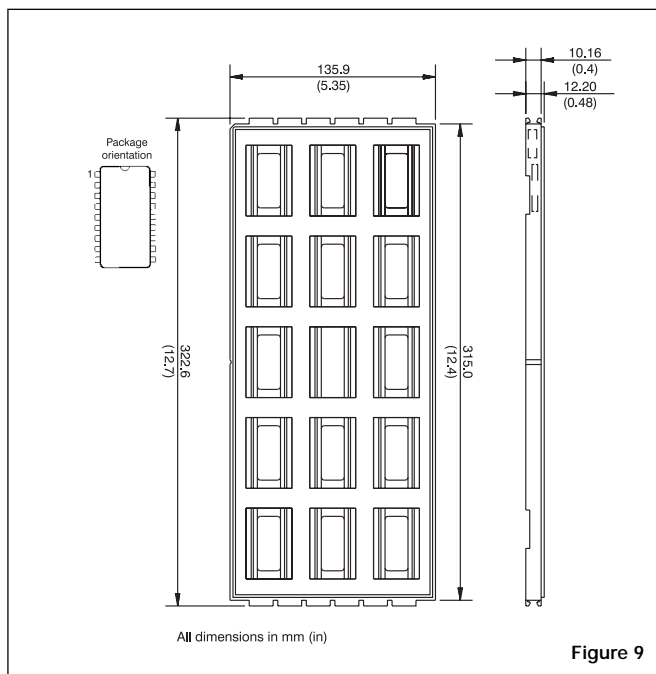 10.16
(0.4)
135.9
(5.35)
12.20
(0.48)
Package
orientation
1
322.6
(12.7)
315.0
(12.4)
All dimensions in mm (in)
Figure 9